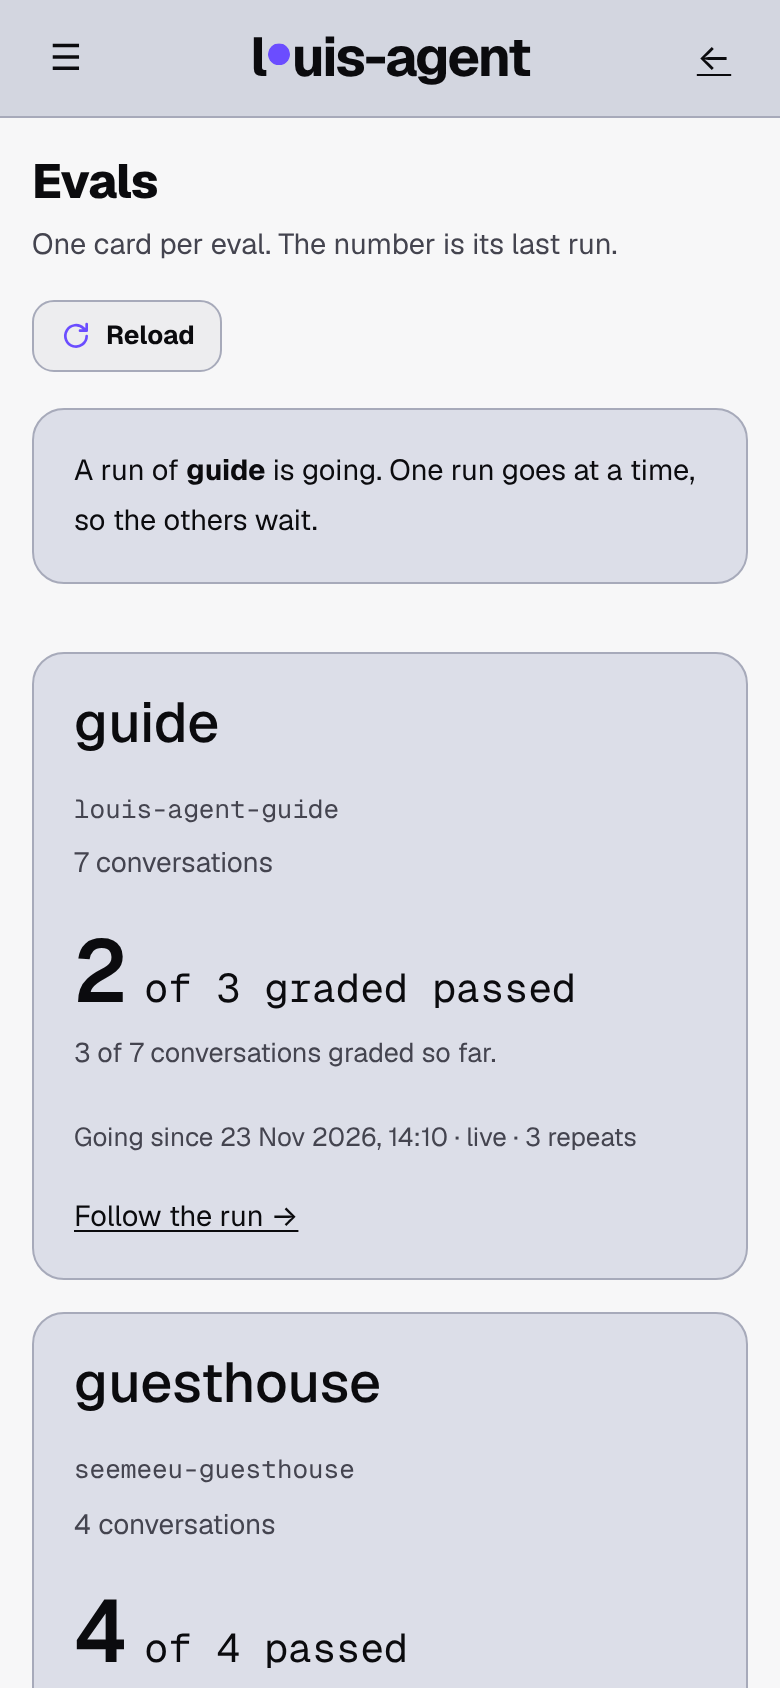 louis-agent
Evals
One card per eval. The number is its last run.
Reload
A run of guide is going. One run goes at a time,
so the others wait.
guide
louis-agent-guide
7 conversations
2 of 3 graded passed
3 of 7 conversations graded so far.
Going since 23 Nov 2026, 14:10 · live · 3 repeats
Follow the run →
guesthouse
seemeeu-guesthouse
4 conversations
4 of 4 passed